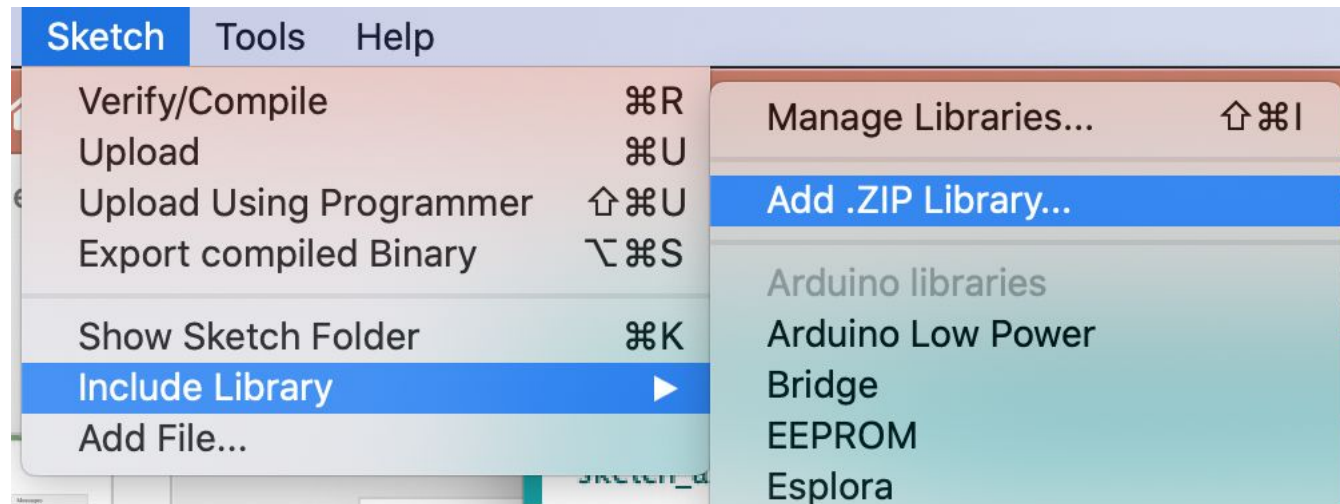 Sketch Tools Help
Verify/Compile ⌘R
Upload ⌘U
Upload Using Programmer ⇧⌘U
Export compiled Binary ⌥⌘S
Show Sketch Folder ⌘K
Include Library ▶
Add File...
Manage Libraries... ⇧⌘I
Add .ZIP Library...
Arduino libraries
Arduino Low Power
Bridge
EEPROM
Esplora